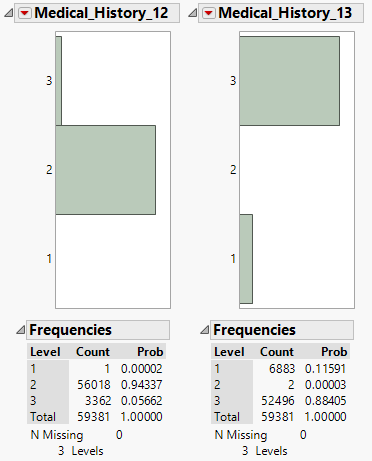 Medical_History_12
3
2
1
Frequencies
Level Count Prob
1 1 0.00002
2 56018 0.94337
3 3362 0.05662
Total 59381 1.00000
N Missing 0
3 Levels
Medical_History_13
3
2
1
Frequencies
Level Count Prob
1 6883 0.11591
2 2 0.00003
3 52496 0.88405
Total 59381 1.00000
N Missing 0
3 Levels